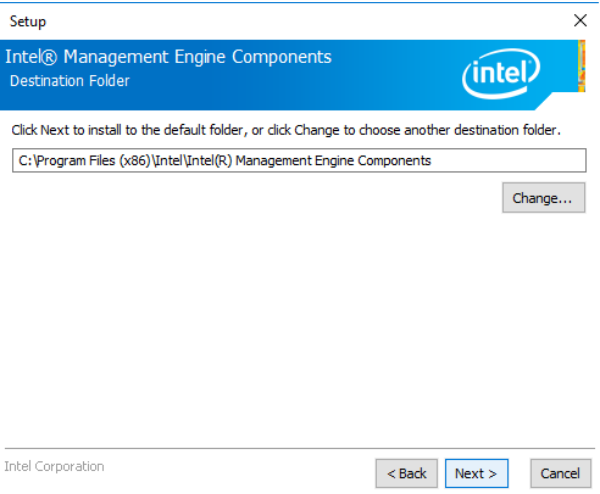 Setup
Intel® Management Engine Components
Destination Folder
intel
Click Next to install to the default folder, or click Change to choose another destination folder.
C:\Program Files (x86)\Intel\Intel(R) Management Engine Components
Change...
Intel Corporation
< Back
Next >
Cancel